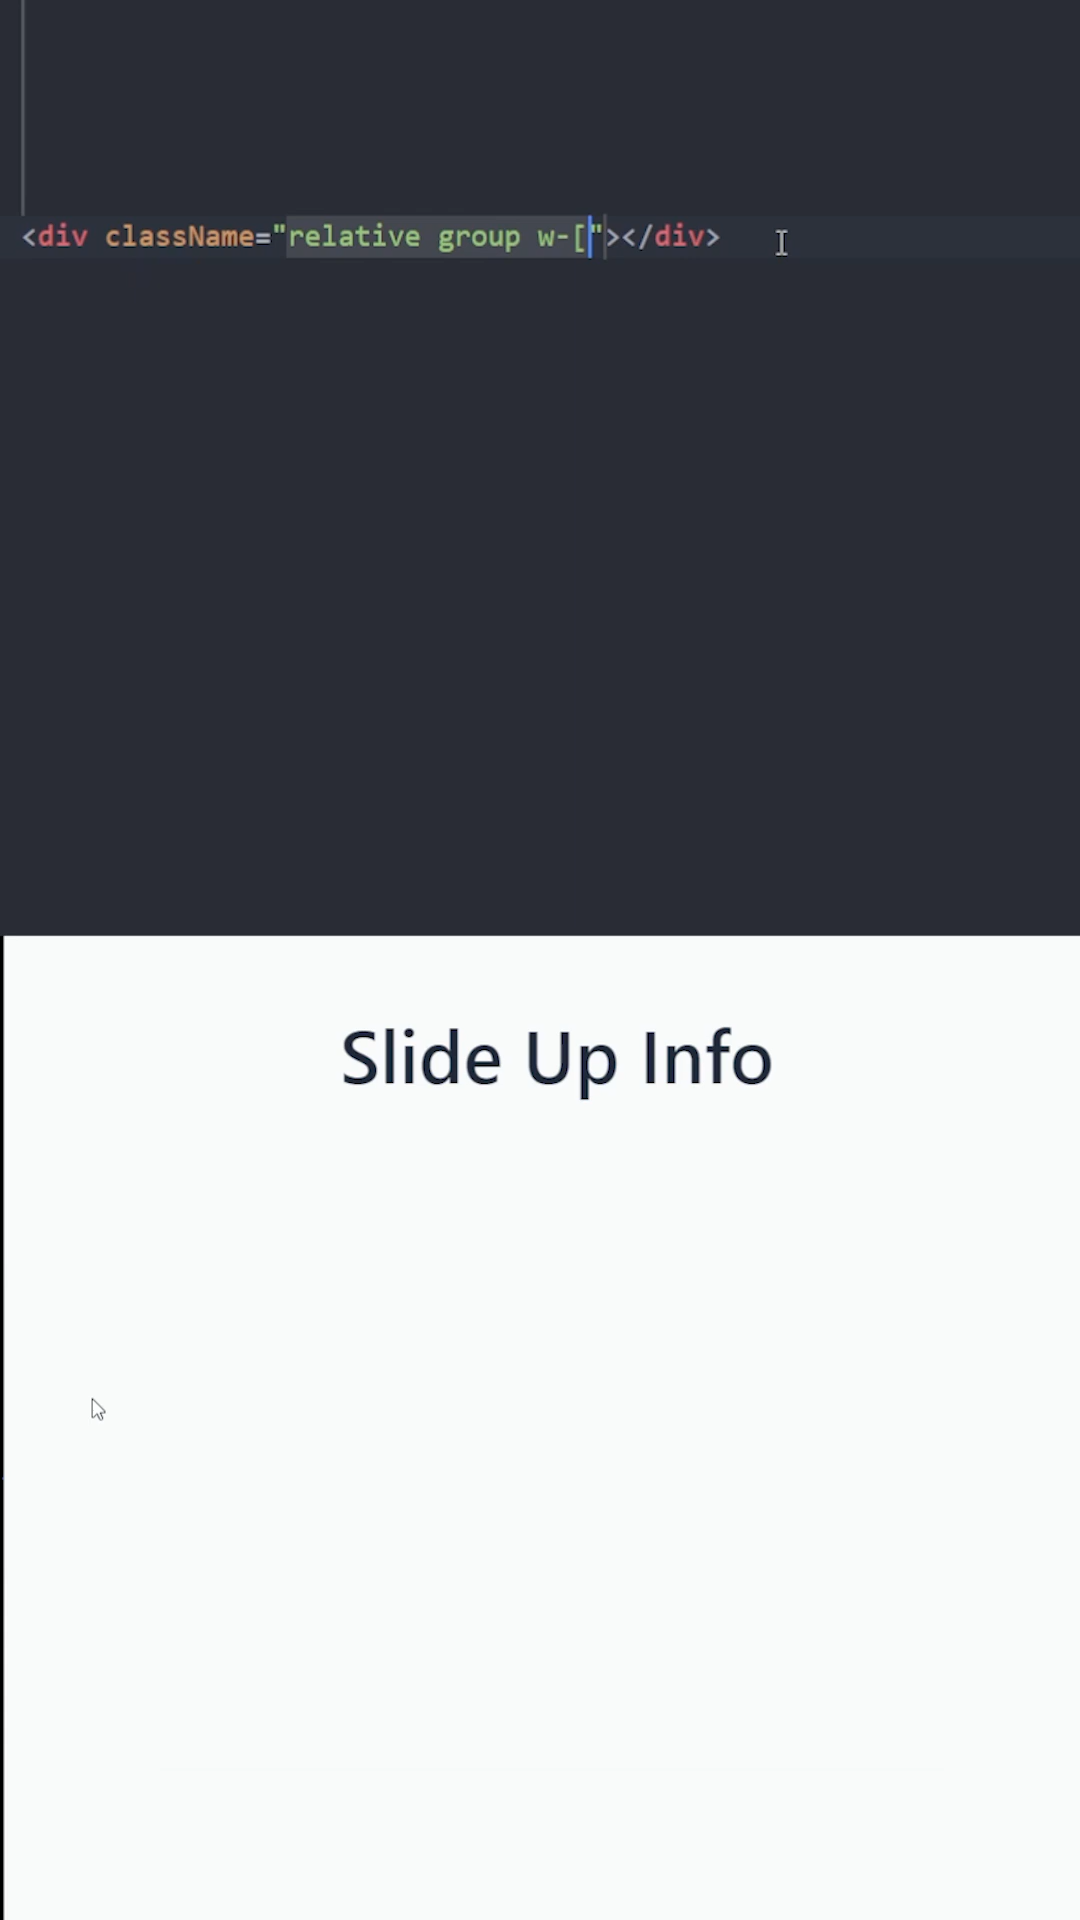 <div className="relative group w-["></div>
Slide Up Info